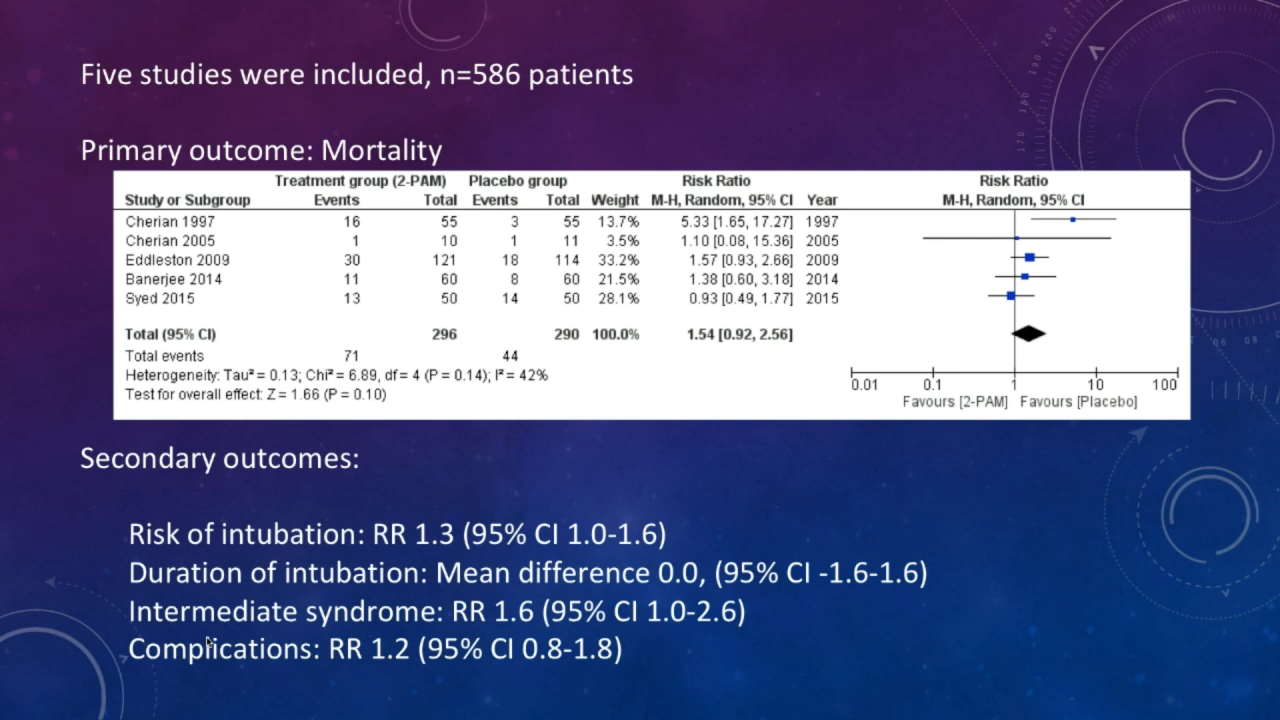 Five studies were included, n=586 patients
Primary outcome: Mortality
Treatment group (2-PAM) Placebo group Risk Ratio Risk Ratio
Study or Subgroup Events Total Events Total Weight M-H, Random, 95% CI Year M-H, Random, 95% CI
Cherian 1997 16 55 3 55 13.7% 5.33 [1.65, 17.27] 1997
Cherian 2005 1 10 1 11 3.5% 1.10 [0.08, 15.36] 2005
Eddleston 2009 30 121 18 114 33.2% 1.57 [0.93, 2.66] 2009
Banerjee 2014 11 60 8 60 21.5% 1.38 [0.60, 3.18] 2014
Syed 2015 13 50 14 50 28.1% 0.93 [0.49, 1.77] 2015
Total (95% CI) 296 290 100.0% 1.54 [0.92, 2.56]
Total events 71 44
Heterogeneity: Tau² = 0.13; Chi² = 6.89, df = 4 (P = 0.14); I² = 42%
Test for overall effect: Z = 1.66 (P = 0.10)
0.01 0.1 1 10 100
Favours [2-PAM] Favours [Placebo]
Secondary outcomes:
Risk of intubation: RR 1.3 (95% CI 1.0-1.6)
Duration of intubation: Mean difference 0.0, (95% CI -1.6-1.6)
Intermediate syndrome: RR 1.6 (95% CI 1.0-2.6)
Complications: RR 1.2 (95% CI 0.8-1.8)